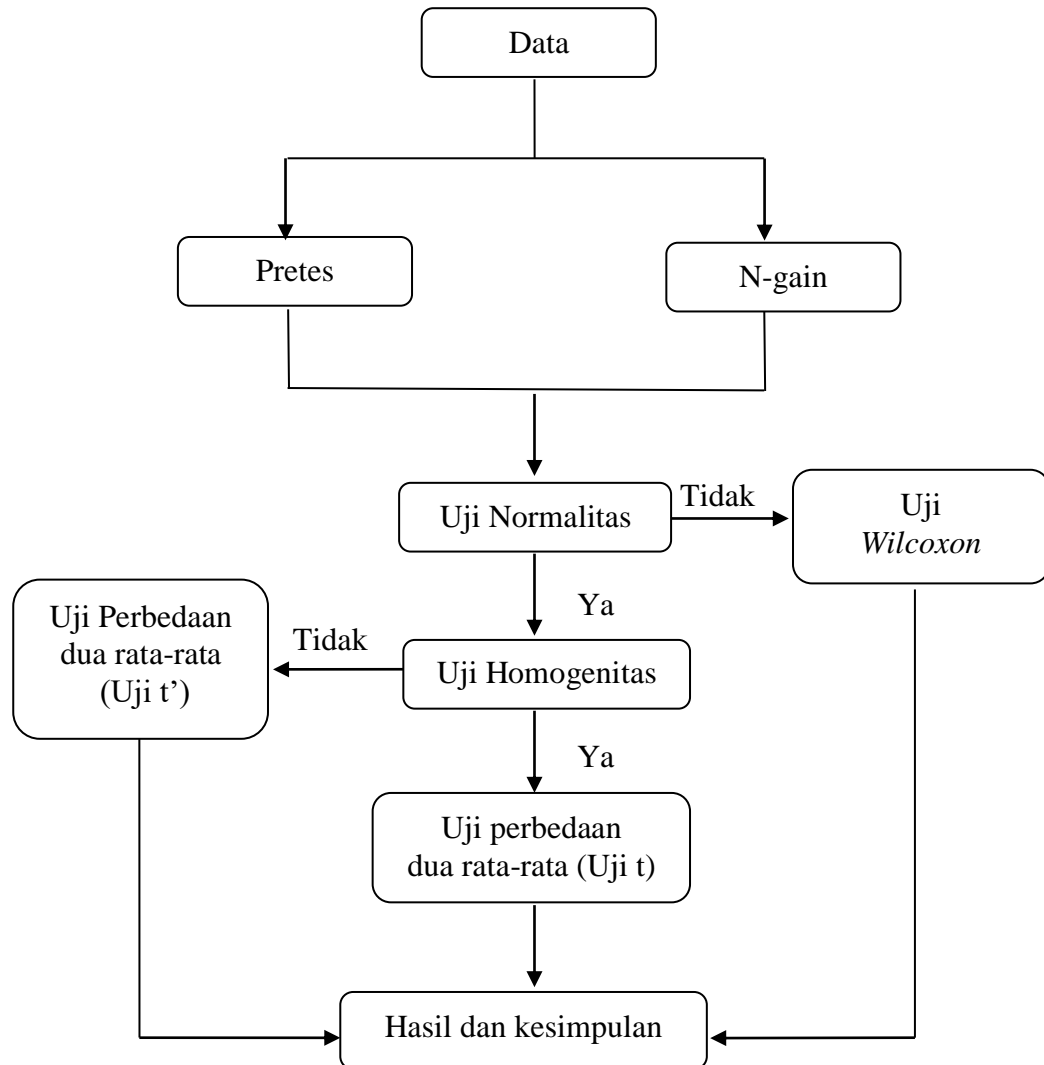 Data
Pretes
N-gain
Uji Normalitas
Tidak
Uji
Wilcoxon
Ya
Uji Perbedaan
dua rata-rata
(Uji t’)
Tidak
Uji Homogenitas
Ya
Uji perbedaan
dua rata-rata (Uji t)
Hasil dan kesimpulan